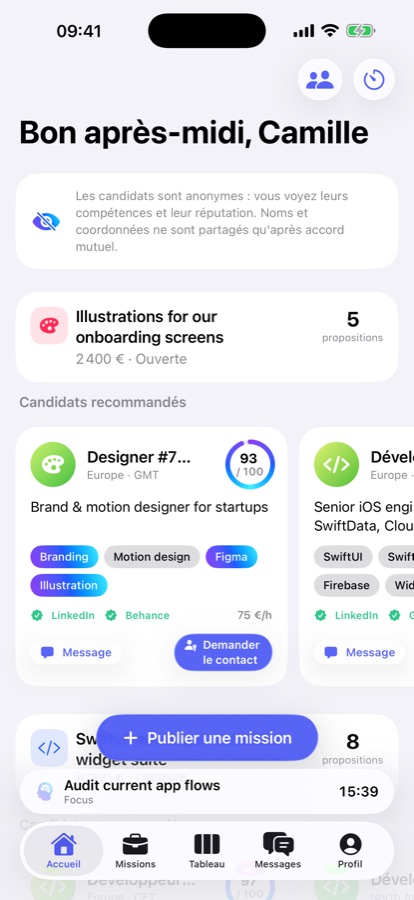 09:41
Bon après-midi, Camille
Les candidats sont anonymes : vous voyez leurs
compétences et leur réputation. Noms et
coordonnées ne sont partagés qu'après accord
mutuel.
Illustrations for our
onboarding screens
2 400 € · Ouverte
5
propositions
Candidats recommandés
Designer #7...
Europe · GMT
93
/ 100
Brand & motion designer for startups
Branding
Motion design
Figma
Illustration
LinkedIn
Behance
75 €/h
Message
Demander
le contact
Europe ·
Senior iOS
SwiftData,
SwiftUI
Firebase
LinkedIn
Message
widget suite
8
propositions
+ Publier une mission
Audit current app flows
Focus
15:39
Accueil
Missions
Tableau
Messages
Profil
97